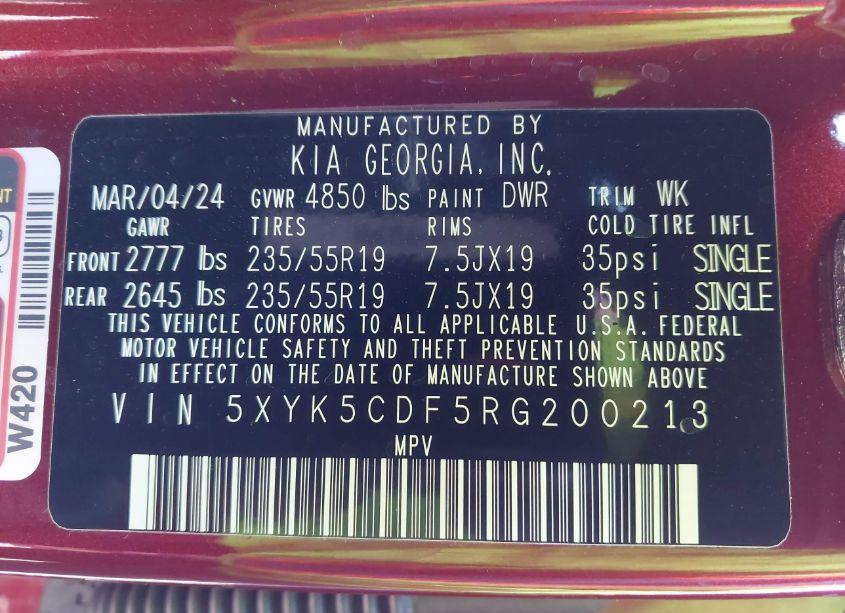 MANUFACTURED BY
KIA GEORGIA, INC.
MAR/04/24 GVWR 4850 lbs PAINT DWR TRIM WK
GAWR TIRES RIMS COLD TIRE INFL
FRONT 2777 lbs 235/55R19 7.5JX19 35psi SINGLE
REAR 2645 lbs 235/55R19 7.5JX19 35psi SINGLE
THIS VEHICLE CONFORMS TO ALL APPLICABLE U.S.A. FEDERAL
MOTOR VEHICLE SAFETY AND THEFT PREVENTION STANDARDS
IN EFFECT ON THE DATE OF MANUFACTURE SHOWN ABOVE
VIN 5XYK5CDF5RG200213
MPV
W420